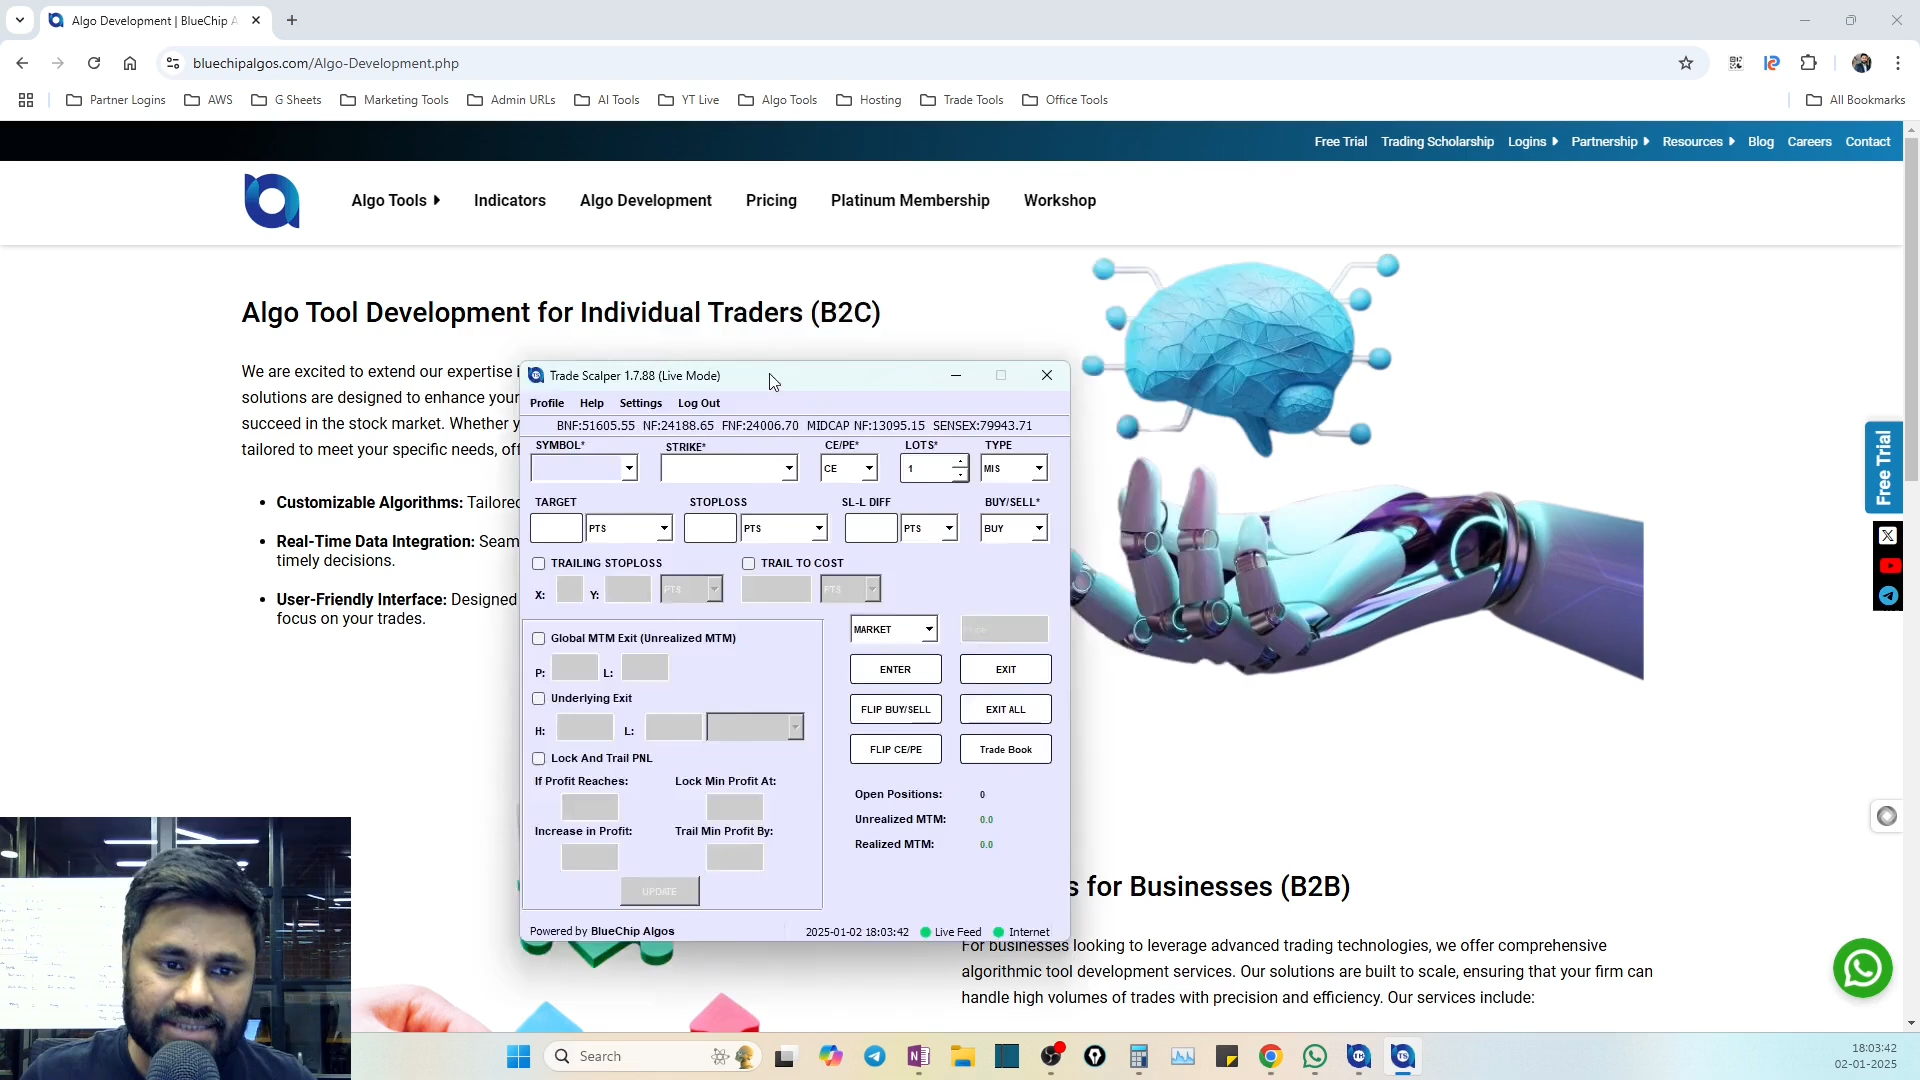 Algo Development | BlueChip A
bluechipalgos.com/Algo-Development.php
Partner Logins
AWS
G Sheets
Marketing Tools
Admin URLs
AI Tools
YT Live
Algo Tools
Hosting
Trade Tools
Office Tools
All Bookmarks
Free Trial
Trading Scholarship
Logins
Partnership
Resources
Blog
Careers
Contact
Algo Tools
Indicators
Algo Development
Pricing
Platinum Membership
Workshop
Algo Tool Development for Individual Traders (B2C)
We are excited to extend our expertise
solutions are designed to enhance your
succeed in the stock market. Whether
tailored to meet your specific needs,
• Customizable Algorithms: Tailored
• Real-Time Data Integration: Seam
timely decisions.
• User-Friendly Interface: Designed
focus on your trades.
Trade Scalper 1.7.88 (Live Mode)
Profile
Help
Settings
Log Out
BNF:51605.55 NF:24188.65 FNF:24006.70 MIDCAP NF:13095.15 SENSEX:79943.71
SYMBOL*
STRIKE*
CE/PE*
LOTS*
TYPE
CE
1
MIS
TARGET
STOPLOSS
SL-L DIFF
BUY/SELL*
PTS
PTS
PTS
BUY
TRAILING STOPLOSS
TRAIL TO COST
X:
Y:
PTS
PTS
Global MTM Exit (Unrealized MTM)
P:
L:
Underlying Exit
H:
L:
Lock And Trail PNL
If Profit Reaches:
Lock Min Profit At:
Increase in Profit:
Trail Min Profit By:
UPDATE
MARKET
ENTER
EXIT
FLIP BUY/SELL
EXIT ALL
FLIP CE/PE
Trade Book
Open Positions: 0
Unrealized MTM: 0.0
Realized MTM: 0.0
Powered by BlueChip Algos
2025-01-02 18:03:42
Live Feed
Internet
s for Businesses (B2B)
For businesses looking to leverage advanced trading technologies, we offer comprehensive
algorithmic tool development services. Our solutions are built to scale, ensuring that your firm can
handle high volumes of trades with precision and efficiency. Our services include:
Free Trial
Search
18:03:42
02-01-2025